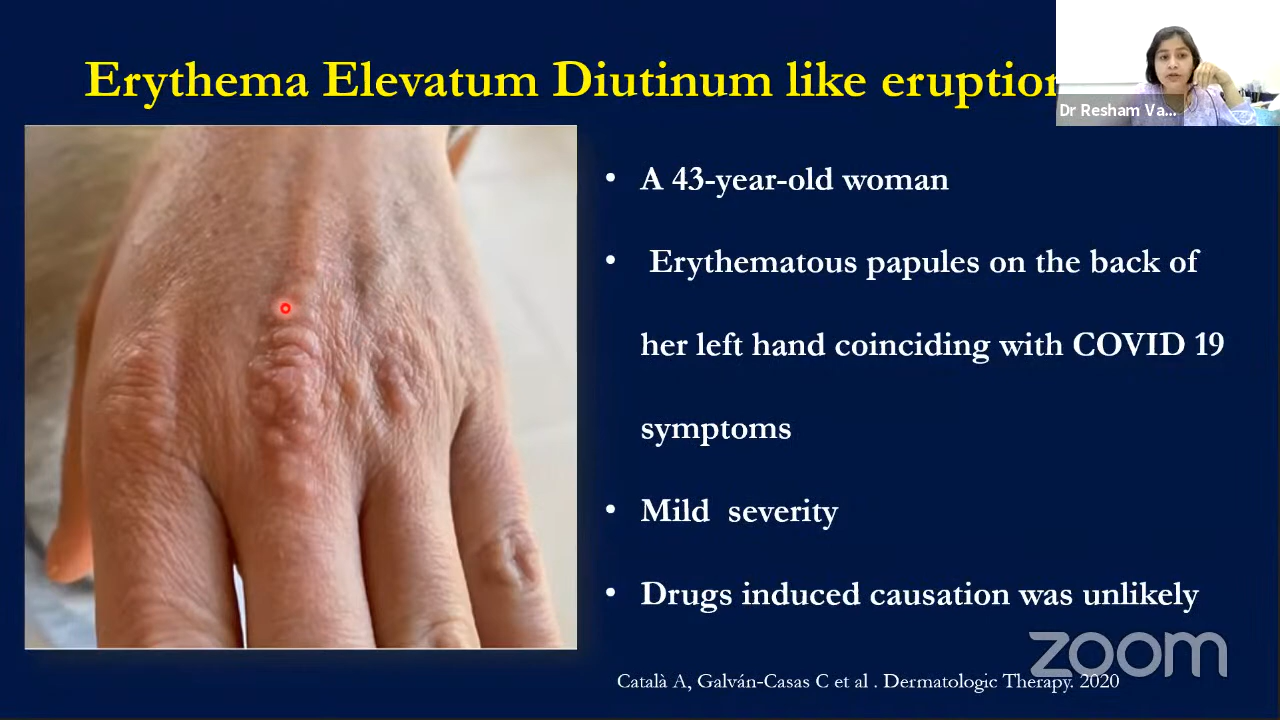 Erythema Elevatum Diutinum like eruption
Dr Resham Va...
• A 43-year-old woman
• Erythematous papules on the back of
her left hand coinciding with COVID 19
symptoms
• Mild severity
• Drugs induced causation was unlikely
zoom
Català A, Galván-Casas C et al . Dermatologic Therapy. 2020